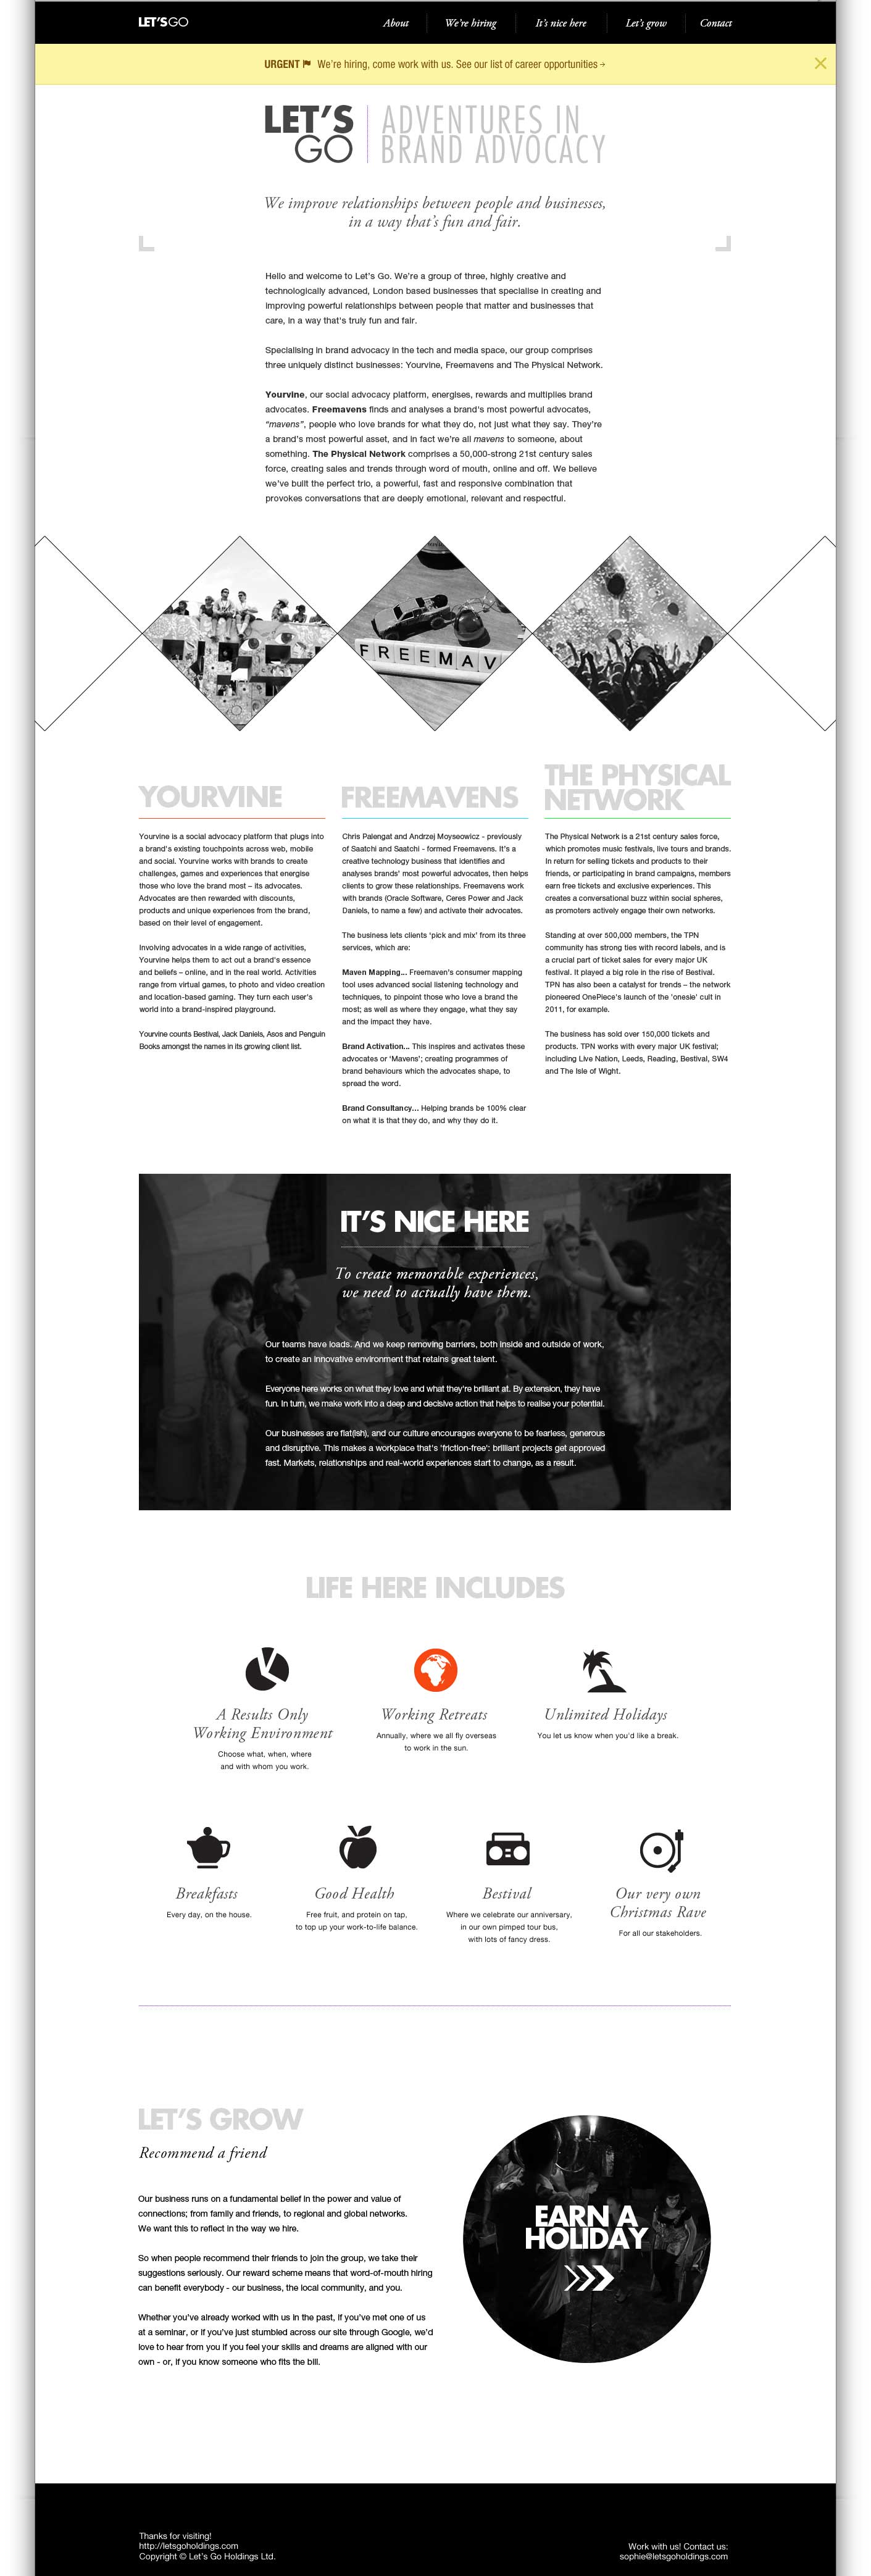 LET'S GO
About
We're hiring
It's nice here
Let's grow
Contact
URGENT We're hiring, come work with us. See our list of career opportunities →
LET'S
GO
ADVENTURES IN
BRAND ADVOCACY
We improve relationships between people and businesses,
in a way that's fun and fair.
Hello and welcome to Let's Go. We're a group of three, highly creative and
technologically advanced, London based businesses that specialise in creating and
improving powerful relationships between people that matter and businesses that
care, in a way that's truly fun and fair.
Specialising in brand advocacy in the tech and media space, our group comprises
three uniquely distinct businesses: Yourvine, Freemavens and The Physical Network.
Yourvine, our social advocacy platform, energises, rewards and multiplies brand
advocates. Freemavens finds and analyses a brand's most powerful advocates,
“mavens”, people who love brands for what they do, not just what they say. They're
a brand's most powerful asset, and in fact we're all mavens to someone, about
something. The Physical Network comprises a 50,000-strong 21st century sales
force, creating sales and trends through word of mouth, online and off. We believe
we've built the perfect trio, a powerful, fast and responsive combination that
provokes conversations that are deeply emotional, relevant and respectful.
FREEMAV
YOURVINE
Yourvine is a social advocacy platform that plugs into
a brand's existing touchpoints across web, mobile
and social. Yourvine works with brands to create
challenges, games and experiences that energise
those who love the brand most – its advocates.
Advocates are then rewarded with discounts,
products and unique experiences from the brand,
based on their level of engagement.
Involving advocates in a wide range of activities,
Yourvine helps them to act out a brand's essence
and beliefs – online, and in the real world. Activities
range from virtual games, to photo and video creation
and location-based gaming. They turn each user's
world into a brand-inspired playground.
Yourvine counts Bestival, Jack Daniels, Asos and Penguin
Books amongst the names in its growing client list.
FREEMAVENS
Chris Palengat and Andrzej Moyseowicz - previously
of Saatchi and Saatchi - formed Freemavens. It's a
creative technology business that identifies and
analyses brands' most powerful advocates, then helps
clients to grow these relationships. Freemavens work
with brands (Oracle Software, Ceres Power and Jack
Daniels, to name a few) and activate their advocates.
The business lets clients ‘pick and mix’ from its three
services, which are:
Maven Mapping... Freemaven's consumer mapping
tool uses advanced social listening technology and
techniques, to pinpoint those who love a brand the
most; as well as where they engage, what they say
and the impact they have.
Brand Activation... This inspires and activates these
advocates or ‘Mavens’; creating programmes of
brand behaviours which the advocates shape, to
spread the word.
Brand Consultancy... Helping brands be 100% clear
on what it is that they do, and why they do it.
THE PHYSICAL
NETWORK
The Physical Network is a 21st century sales force,
which promotes music festivals, live tours and brands.
In return for selling tickets and products to their
friends, or participating in brand campaigns, members
earn free tickets and exclusive experiences. This
creates a conversational buzz within social spheres,
as promoters actively engage their own networks.
Standing at over 500,000 members, the TPN
community has strong ties with record labels, and is
a crucial part of ticket sales for every major UK
festival. It played a big role in the rise of Bestival.
TPN has also been a catalyst for trends – the network
pioneered OnePiece's launch of the 'onesie' cult in
2011, for example.
The business has sold over 150,000 tickets and
products. TPN works with every major UK festival;
including Live Nation, Leeds, Reading, Bestival, SW4
and The Isle of Wight.
IT'S NICE HERE
To create memorable experiences,
we need to actually have them.
Our teams have loads. And we keep removing barriers, both inside and outside of work,
to create an innovative environment that retains great talent.
Everyone here works on what they love and what they're brilliant at. By extension, they have
fun. In turn, we make work into a deep and decisive action that helps to realise your potential.
Our businesses are flat(ish), and our culture encourages everyone to be fearless, generous
and disruptive. This makes a workplace that's 'friction-free': brilliant projects get approved
fast. Markets, relationships and real-world experiences start to change, as a result.
LIFE HERE INCLUDES
A Results Only
Working Environment
Choose what, when, where
and with whom you work.
Working Retreats
Annually, where we all fly overseas
to work in the sun.
Unlimited Holidays
You let us know when you'd like a break.
Breakfasts
Every day, on the house.
Good Health
Free fruit, and protein on tap,
to top up your work-to-life balance.
Bestival
Where we celebrate our anniversary,
in our own pimped tour bus,
with lots of fancy dress.
Our very own
Christmas Rave
For all our stakeholders.
LET'S GROW
Recommend a friend
Our business runs on a fundamental belief in the power and value of
connections; from family and friends, to regional and global networks.
We want this to reflect in the way we hire.
So when people recommend their friends to join the group, we take their
suggestions seriously. Our reward scheme means that word-of-mouth hiring
can benefit everybody - our business, the local community, and you.
Whether you've already worked with us in the past, if you've met one of us
at a seminar, or if you've just stumbled across our site through Google, we'd
love to hear from you if you feel your skills and dreams are aligned with our
own - or, if you know someone who fits the bill.
EARN A
HOLIDAY
Thanks for visiting!
http://letsgoholdings.com
Copyright © Let's Go Holdings Ltd.
Work with us! Contact us:
sophie@letsgoholdings.com